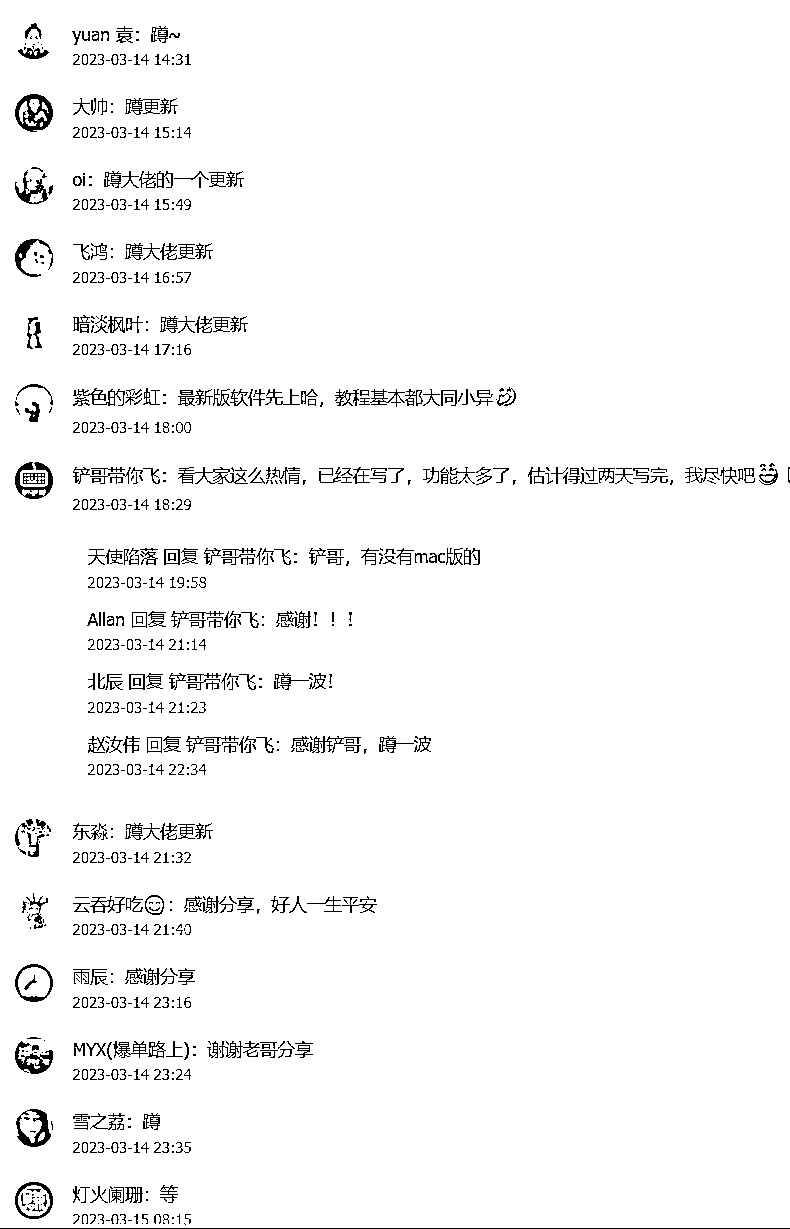 yuan 袁：蹲~
2023-03-14 14:31
大帅：蹲更新
2023-03-14 15:14
oi：蹲大佬的一个更新
2023-03-14 15:49
飞鸿：蹲大佬更新
2023-03-14 16:57
暗淡枫叶：蹲大佬更新
2023-03-14 17:16
紫色的彩虹：最新版软件先上哈，教程基本都大同小异
2023-03-14 18:00
铲哥带你飞：看大家这么热情，已经在写了，功能太多了，估计得过两天写完，我尽快吧
2023-03-14 18:29
天使陷落 回复 铲哥带你飞：铲哥，有没有mac版的
2023-03-14 19:58
Allan 回复 铲哥带你飞：感谢！！！
2023-03-14 21:14
北辰 回复 铲哥带你飞：蹲一波！
2023-03-14 21:23
赵汝伟 回复 铲哥带你飞：感谢铲哥，蹲一波
2023-03-14 22:34
东淼：蹲大佬更新
2023-03-14 21:32
云吞好吃😊：感谢分享，好人一生平安
2023-03-14 21:40
雨辰：感谢分享
2023-03-14 23:16
MYX(爆单路上)：谢谢老哥分享
2023-03-14 23:24
雪之荔：蹲
2023-03-14 23:35
灯火阑珊：等
2023-03-15 08:15